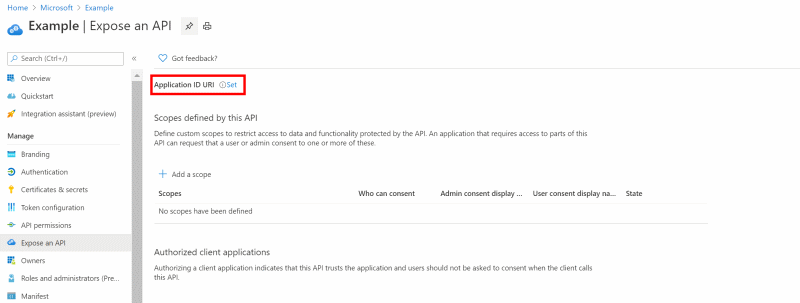 Home > Microsoft > Example
Example | Expose an API
Search (Ctrl+/)
«
Got feedback?
Overview
Application ID URI Set
Quickstart
Integration assistant (preview)
Scopes defined by this API
Manage
Define custom scopes to restrict access to data and functionality protected by the API. An application that requires access to parts of this
API can request that a user or admin consent to one or more of these.
Branding
Authentication
+ Add a scope
Certificates & secrets
Scopes Who can consent Admin consent display ... User consent display na... State
Token configuration
No scopes have been defined
API permissions
Expose an API
Authorized client applications
Owners
Authorizing a client application indicates that this API trusts the application and users should not be asked to consent when the client calls
this API.
Roles and administrators (Pre...
Manifest